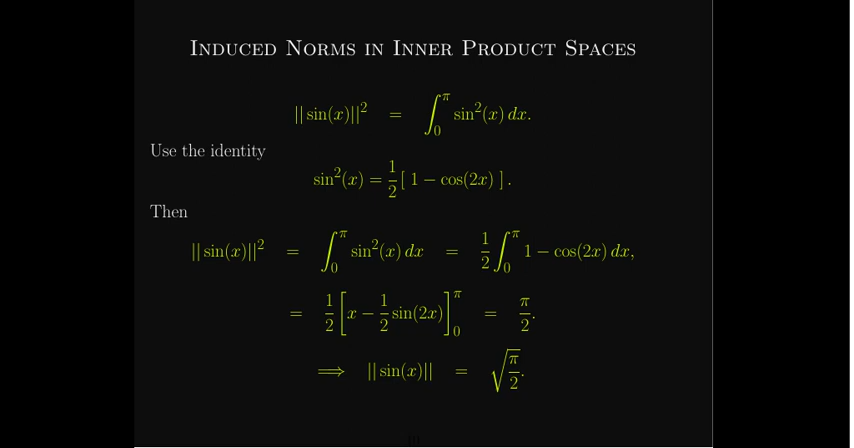 INDUCED NORMS IN INNER PRODUCT SPACES
|| sin(x)||² = ∫₀^π sin²(x) dx.
Use the identity
sin²(x) = 1/2 [ 1 − cos(2x) ] .
Then
|| sin(x)||² = ∫₀^π sin²(x) dx = 1/2 ∫₀^π 1 − cos(2x) dx,
= 1/2 [x − 1/2 sin(2x)]₀^π = π/2.
⟹ || sin(x)|| = √(π/2).